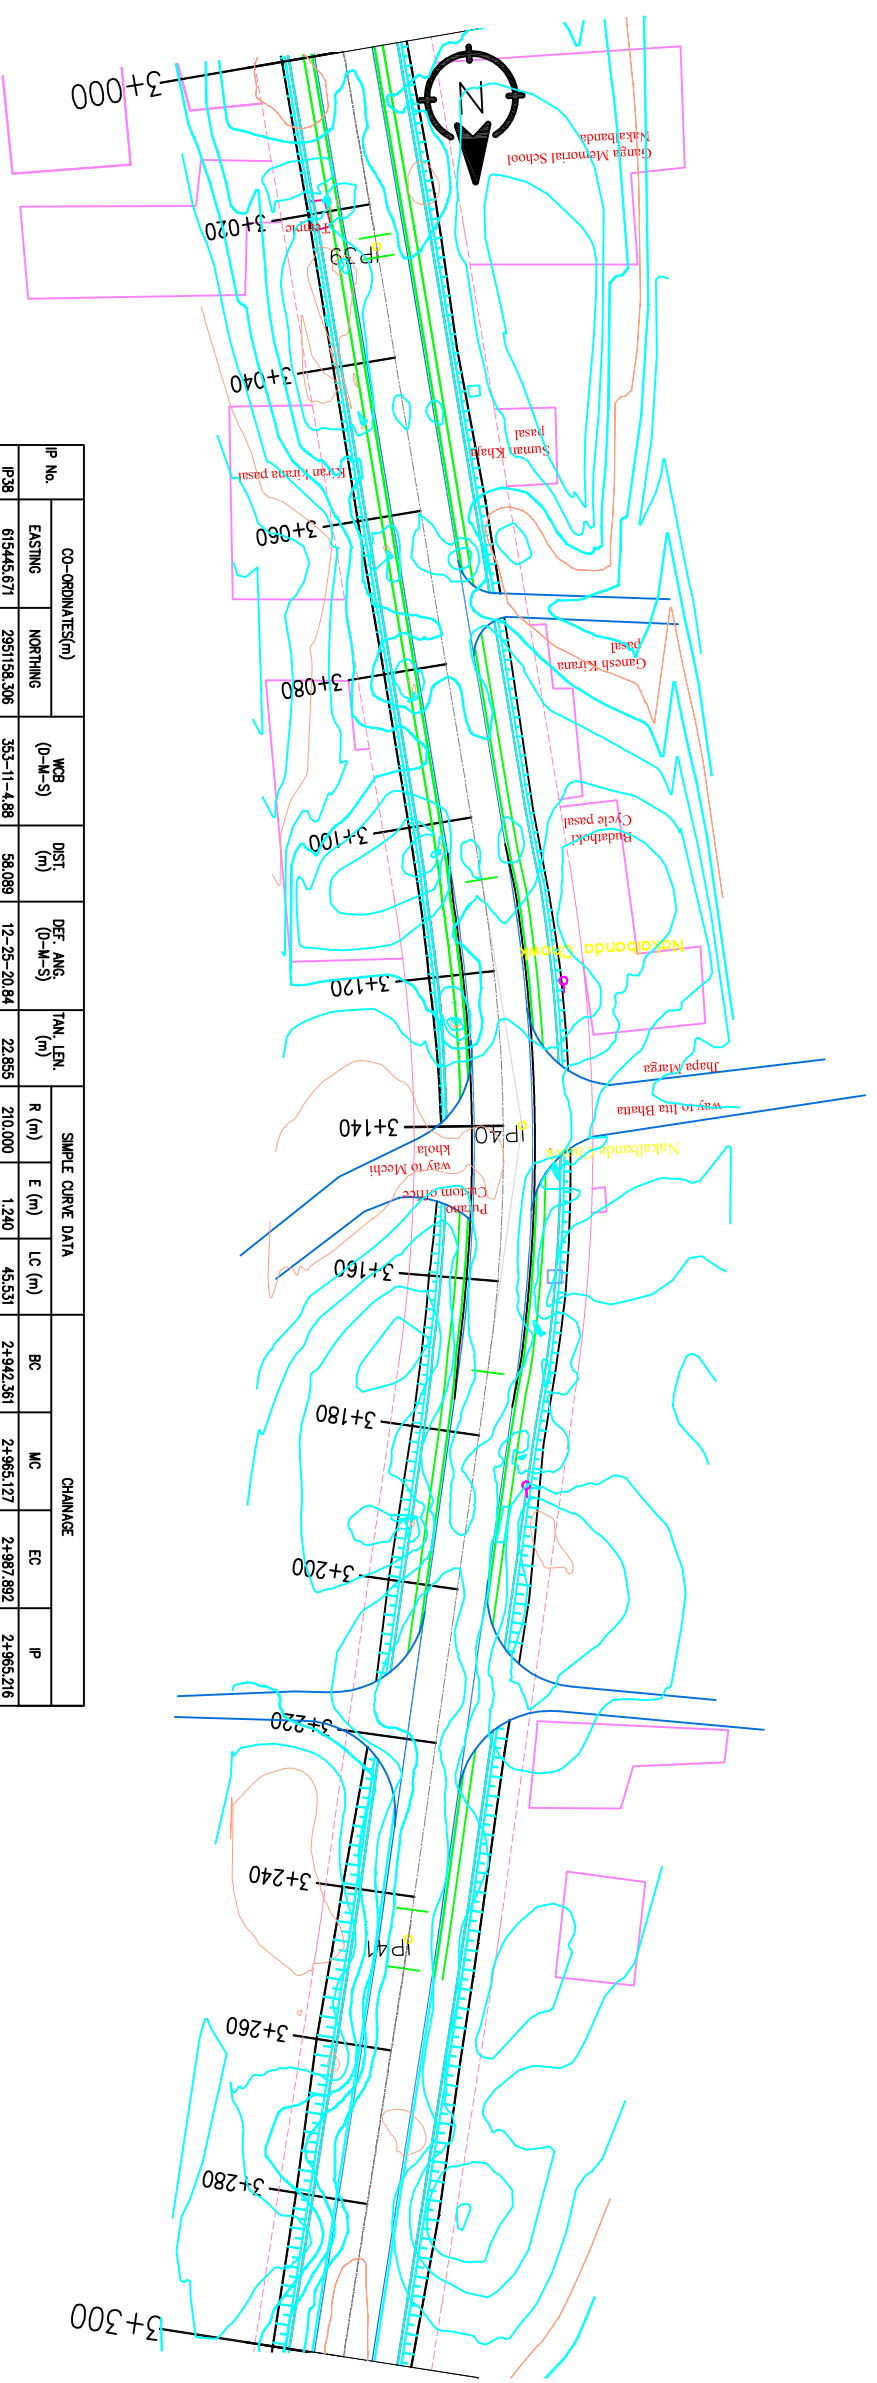 3+000
N
Ganga Memorial School
Nakalbanda
3+020
Temple
IP39
3+040
Suman Khaja
pasal
Kiran kirana pasal
3+060
Ganesh Kirana
pasal
3+080
3+100
Budathoki
Cycle pasal
Nakalbanda Chowk
3+120
Jhapa Marga
way to Itta Bhatta
3+140
IP40
Nakalbanda Chowk
Purano
Custom office
way to Mechi
khola
3+160
3+180
3+200
3+220
3+240
IP41
3+260
3+280
3+300
IP No.
CO-ORDINATES(m)
EASTING
NORTHING
WCB
(D-M-S)
DIST.
(m)
DEF. ANG.
(D-M-S)
TAN. LEN.
(m)
SIMPLE CURVE DATA
R (m)
E (m)
LC (m)
CHAINAGE
BC
MC
EC
IP
IP38 615445.671 2951158.306 353-11-4.88 58.089 12-25-20.84 22.855 210.000 1.240 45.531 2+942.361 2+965.127 2+987.892 2+965.216